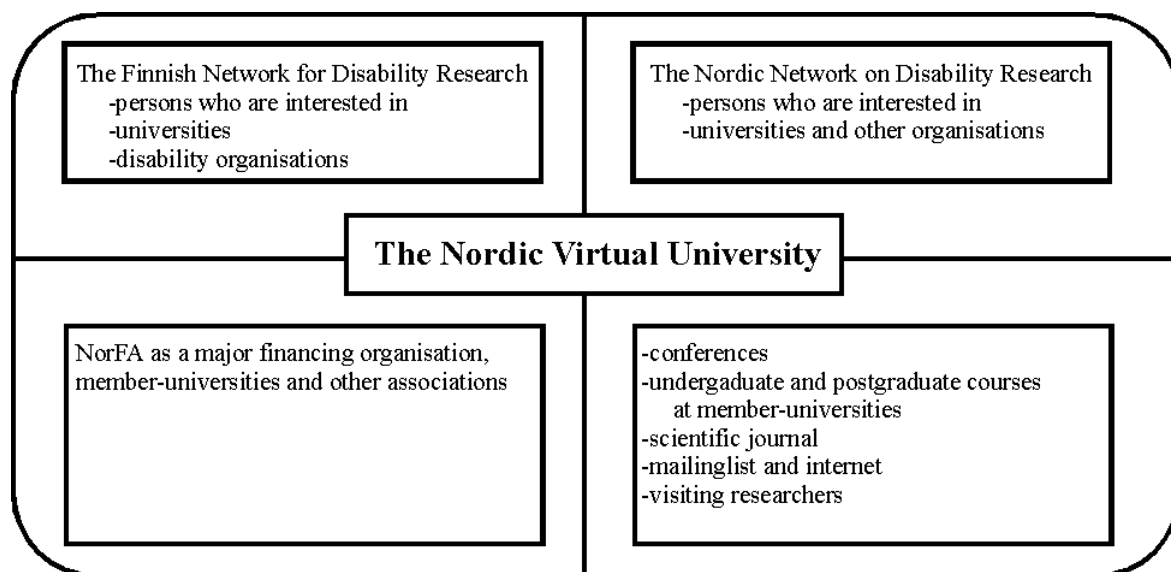 The Finnish Network for Disability Research
-persons who are interested in
-universities
-disability organisations
The Nordic Network on Disability Research
-persons who are interested in
-universities and other organisations
The Nordic Virtual University
NorFA as a major financing organisation,
member-universities and other associations
-conferences
-undergaduate and postgraduate courses
at member-universities
-scientific journal
-mailinglist and internet
-visiting researchers